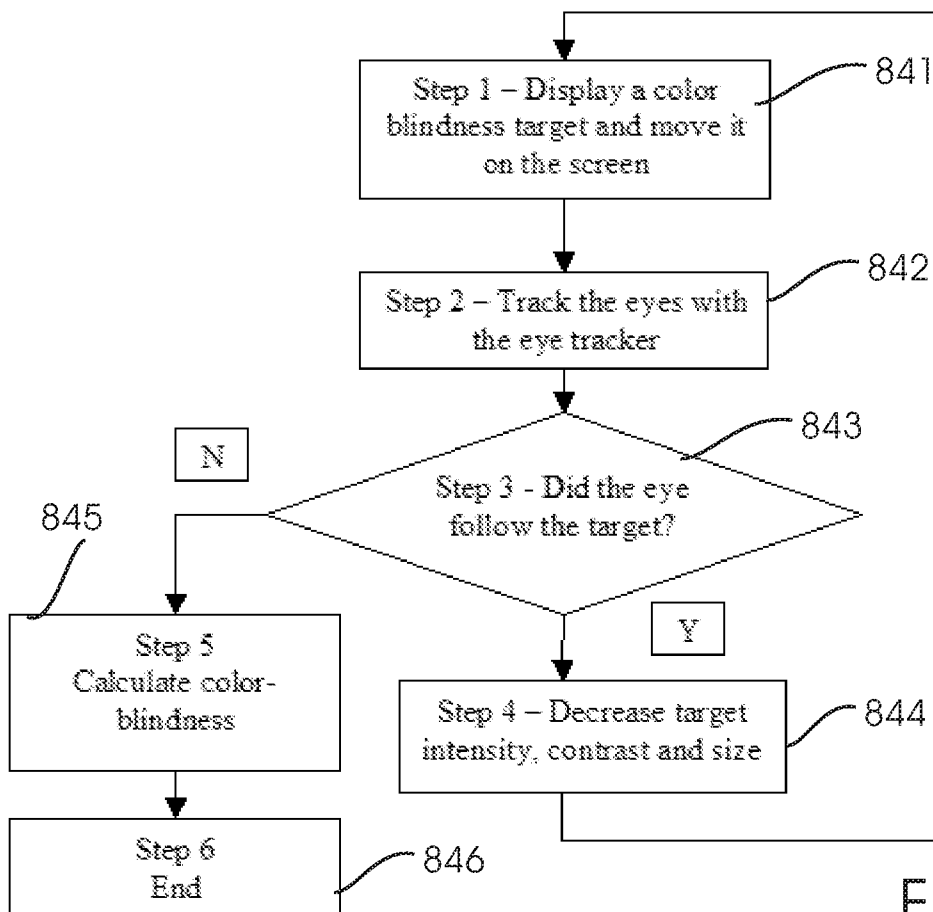 Step 1 – Display a color
blindness target and move it
on the screen
841
Step 2 – Track the eyes with
the eye tracker
842
Step 3 - Did the eye
follow the target?
843
N
Y
845
Step 5
Calculate color-
blindness
Step 4 – Decrease target
intensity, contrast and size
844
Step 6
End
846